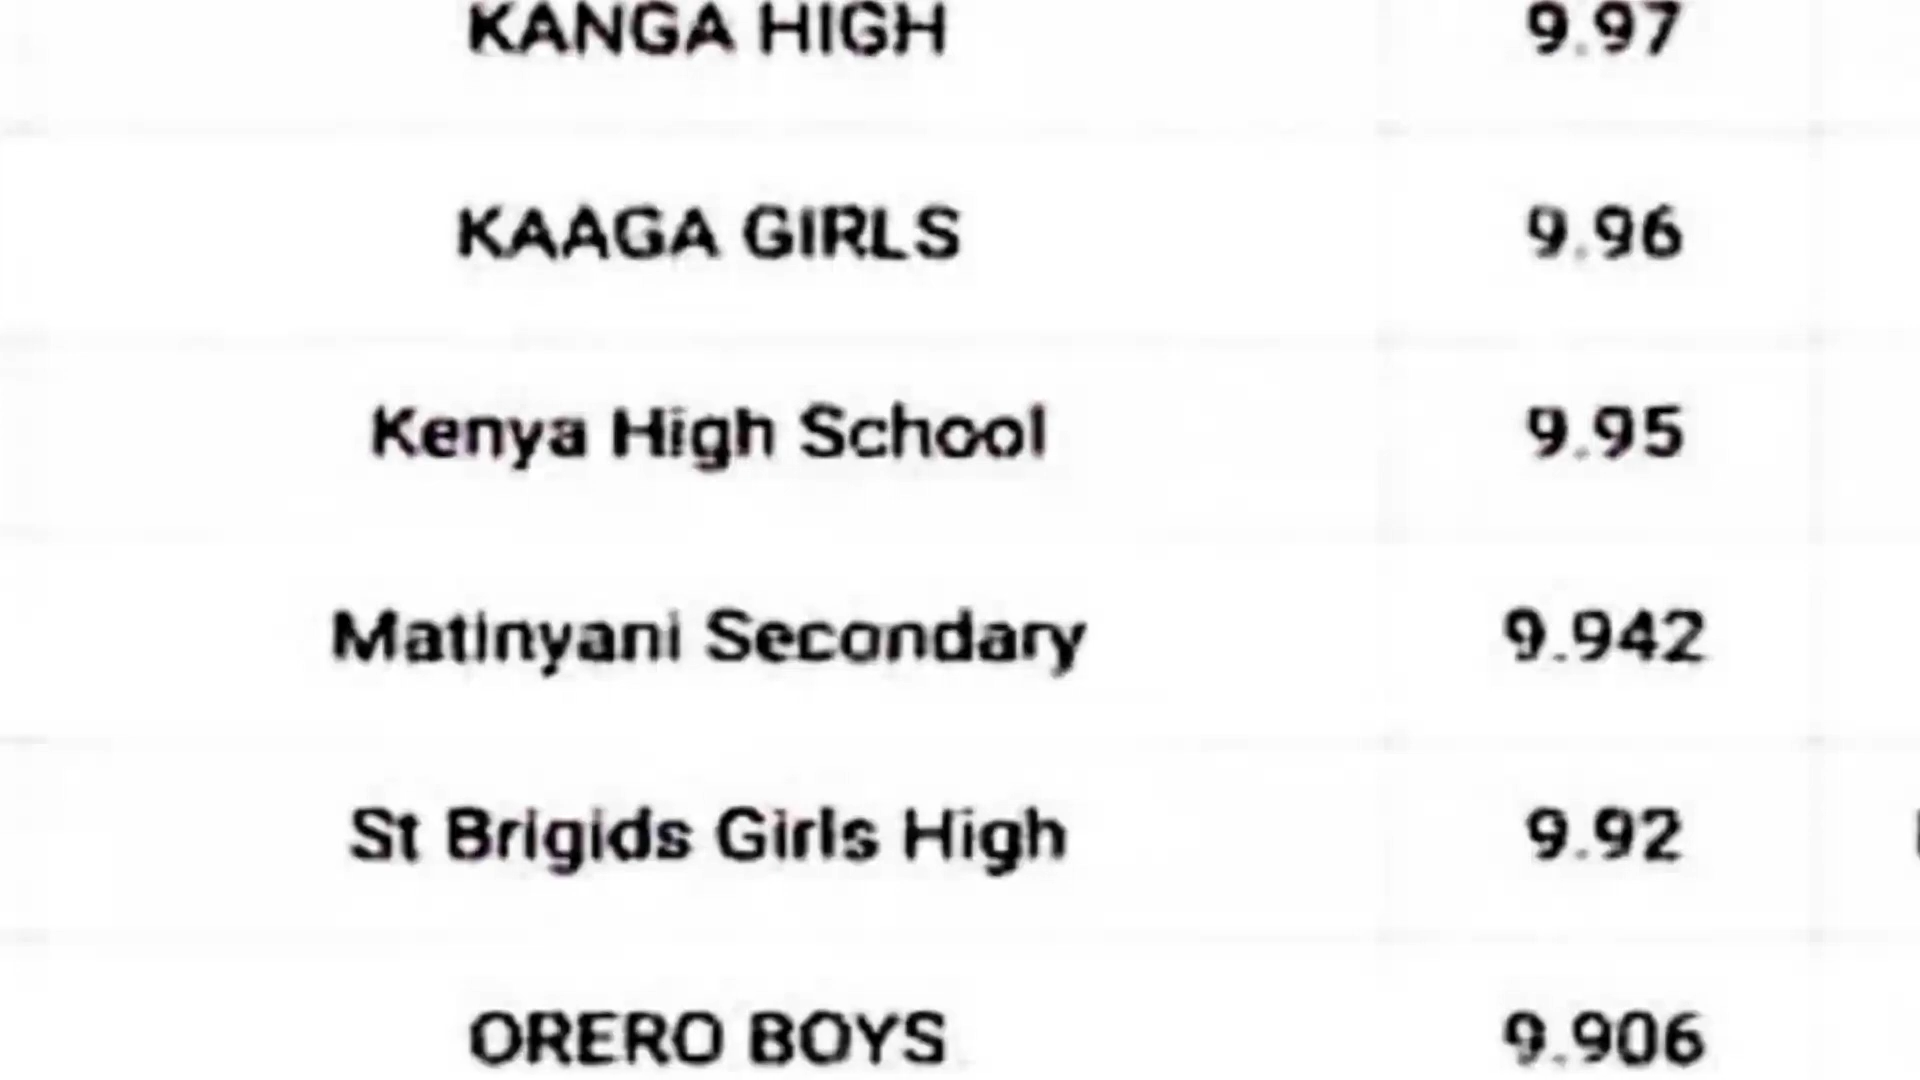 KANGA HIGH 9.97
KAAGA GIRLS 9.96
Kenya High School 9.95
Matinyani Secondary 9.942
St Brigids Girls High 9.92
ORERO BOYS 9.906